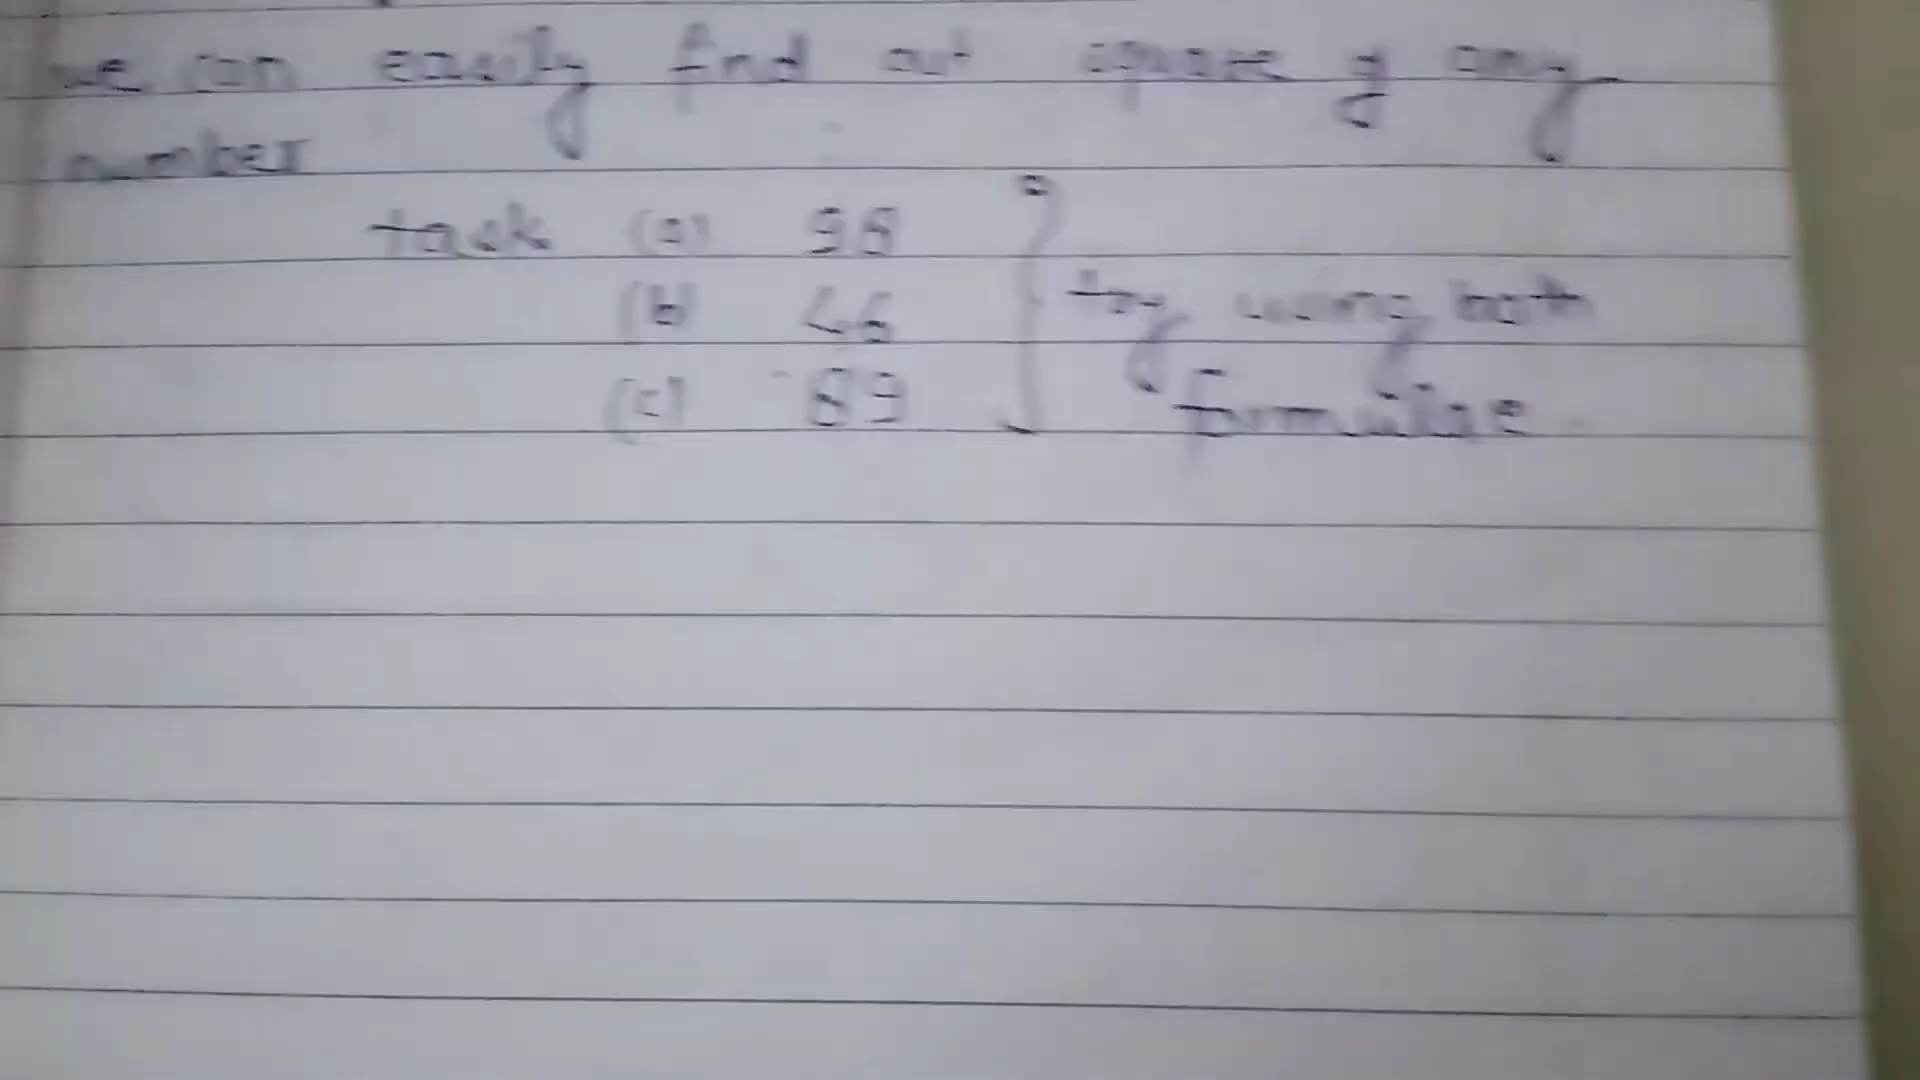 we can easily find out square of any
number
task (a) 98
(b) 46
(c) 89
try using both
formulae